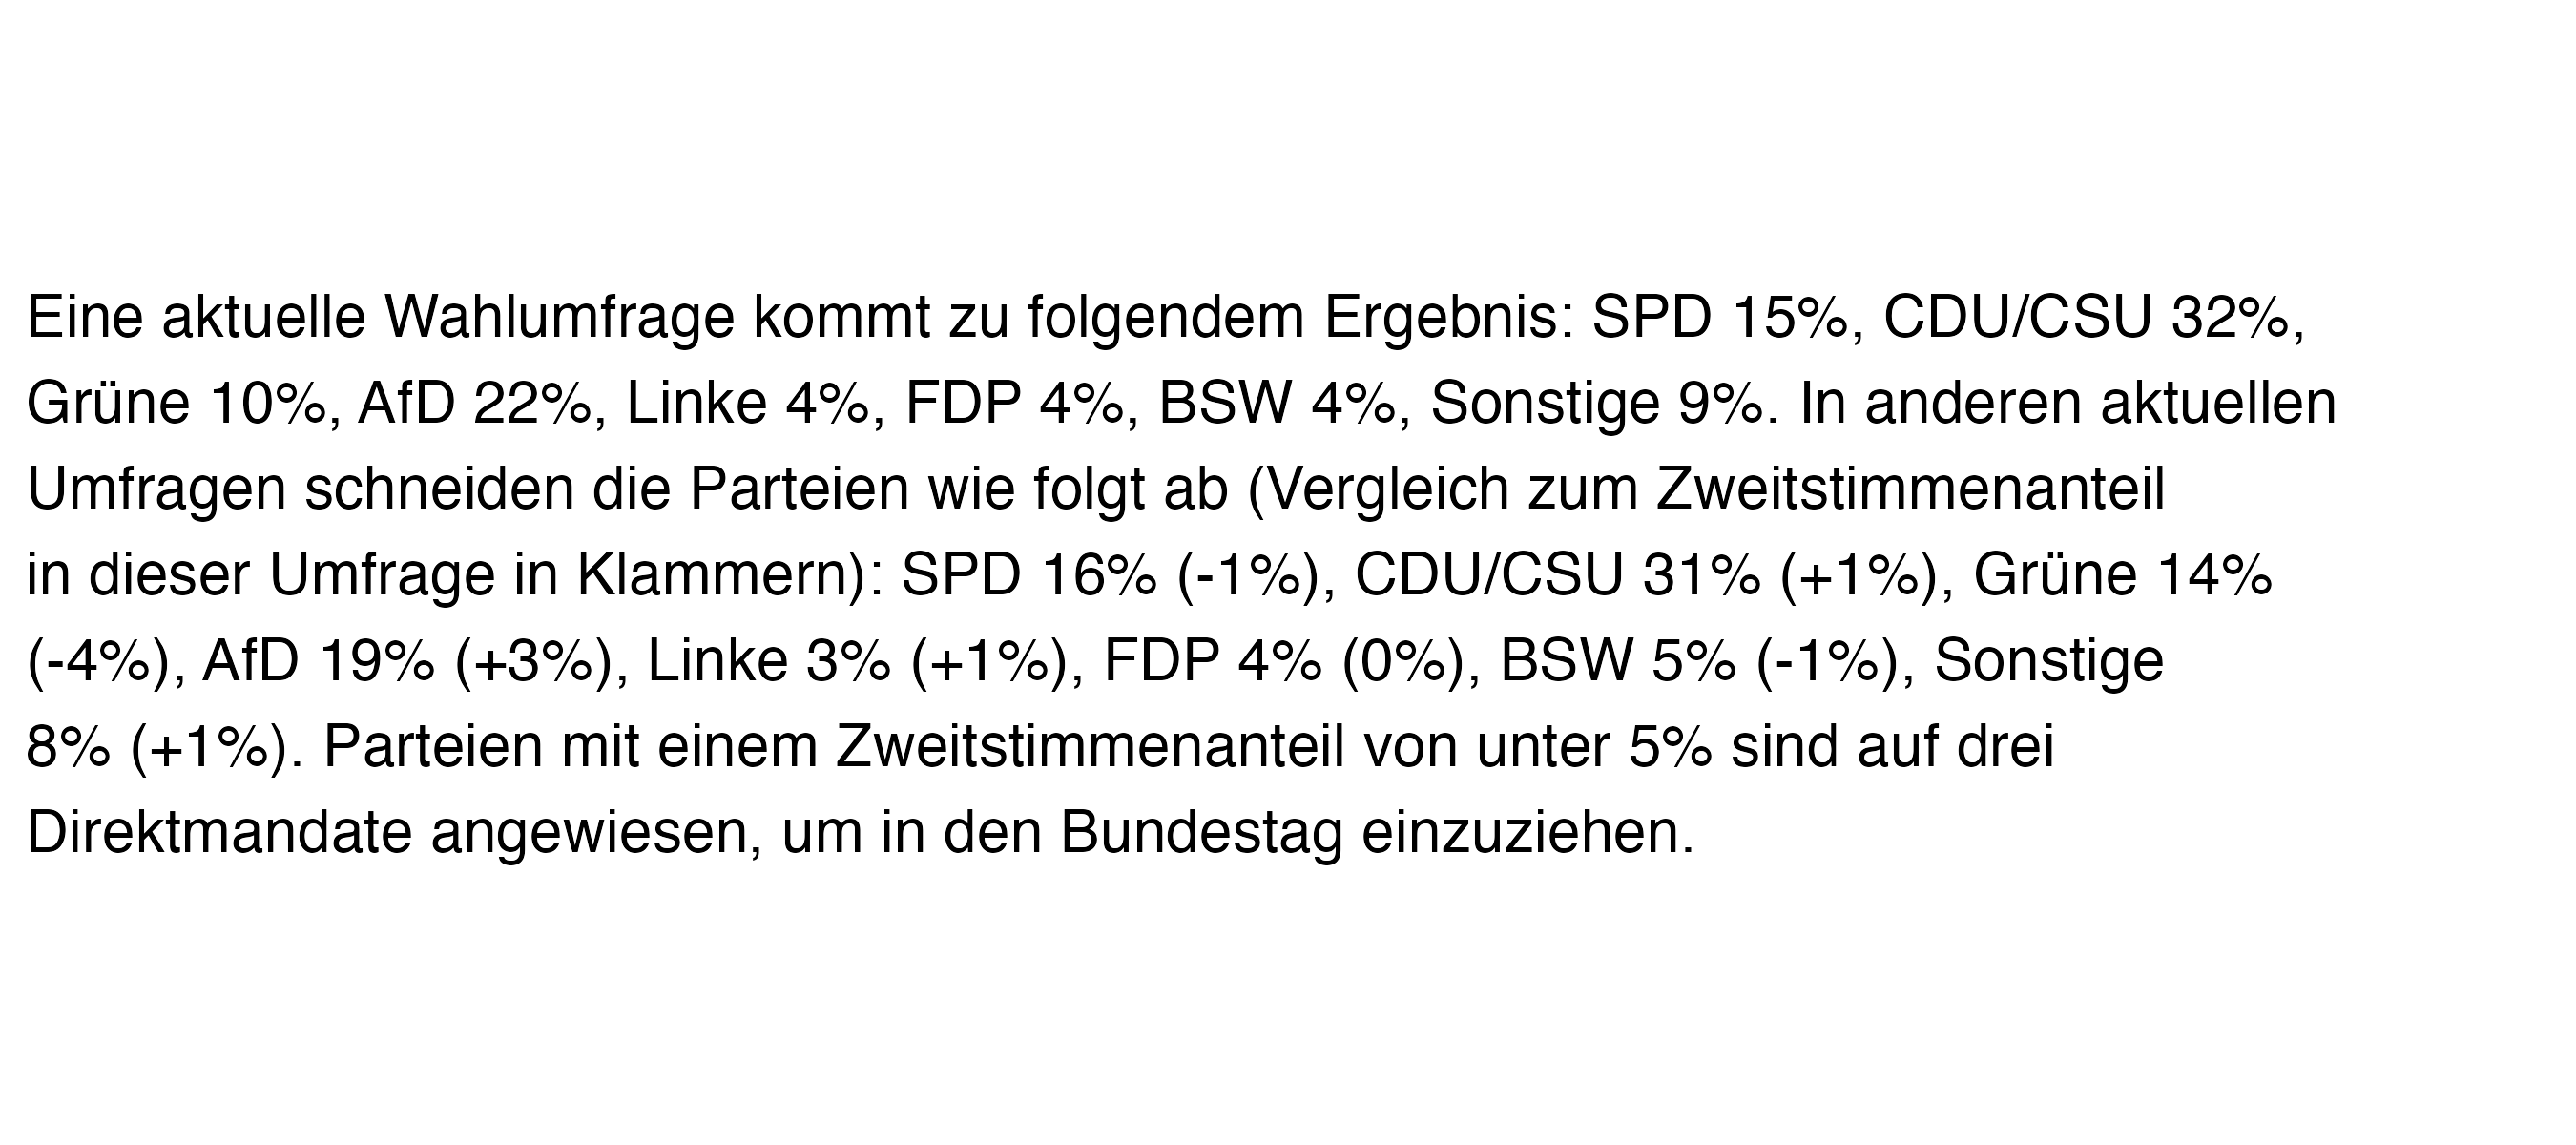 Eine aktuelle Wahlumfrage kommt zu folgendem Ergebnis: SPD 15%, CDU/CSU 32%,
Grüne 10%, AfD 22%, Linke 4%, FDP 4%, BSW 4%, Sonstige 9%. In anderen aktuellen
Umfragen schneiden die Parteien wie folgt ab (Vergleich zum Zweitstimmenanteil
in dieser Umfrage in Klammern): SPD 16% (-1%), CDU/CSU 31% (+1%), Grüne 14%
(-4%), AfD 19% (+3%), Linke 3% (+1%), FDP 4% (0%), BSW 5% (-1%), Sonstige
8% (+1%). Parteien mit einem Zweitstimmenanteil von unter 5% sind auf drei
Direktmandate angewiesen, um in den Bundestag einzuziehen.